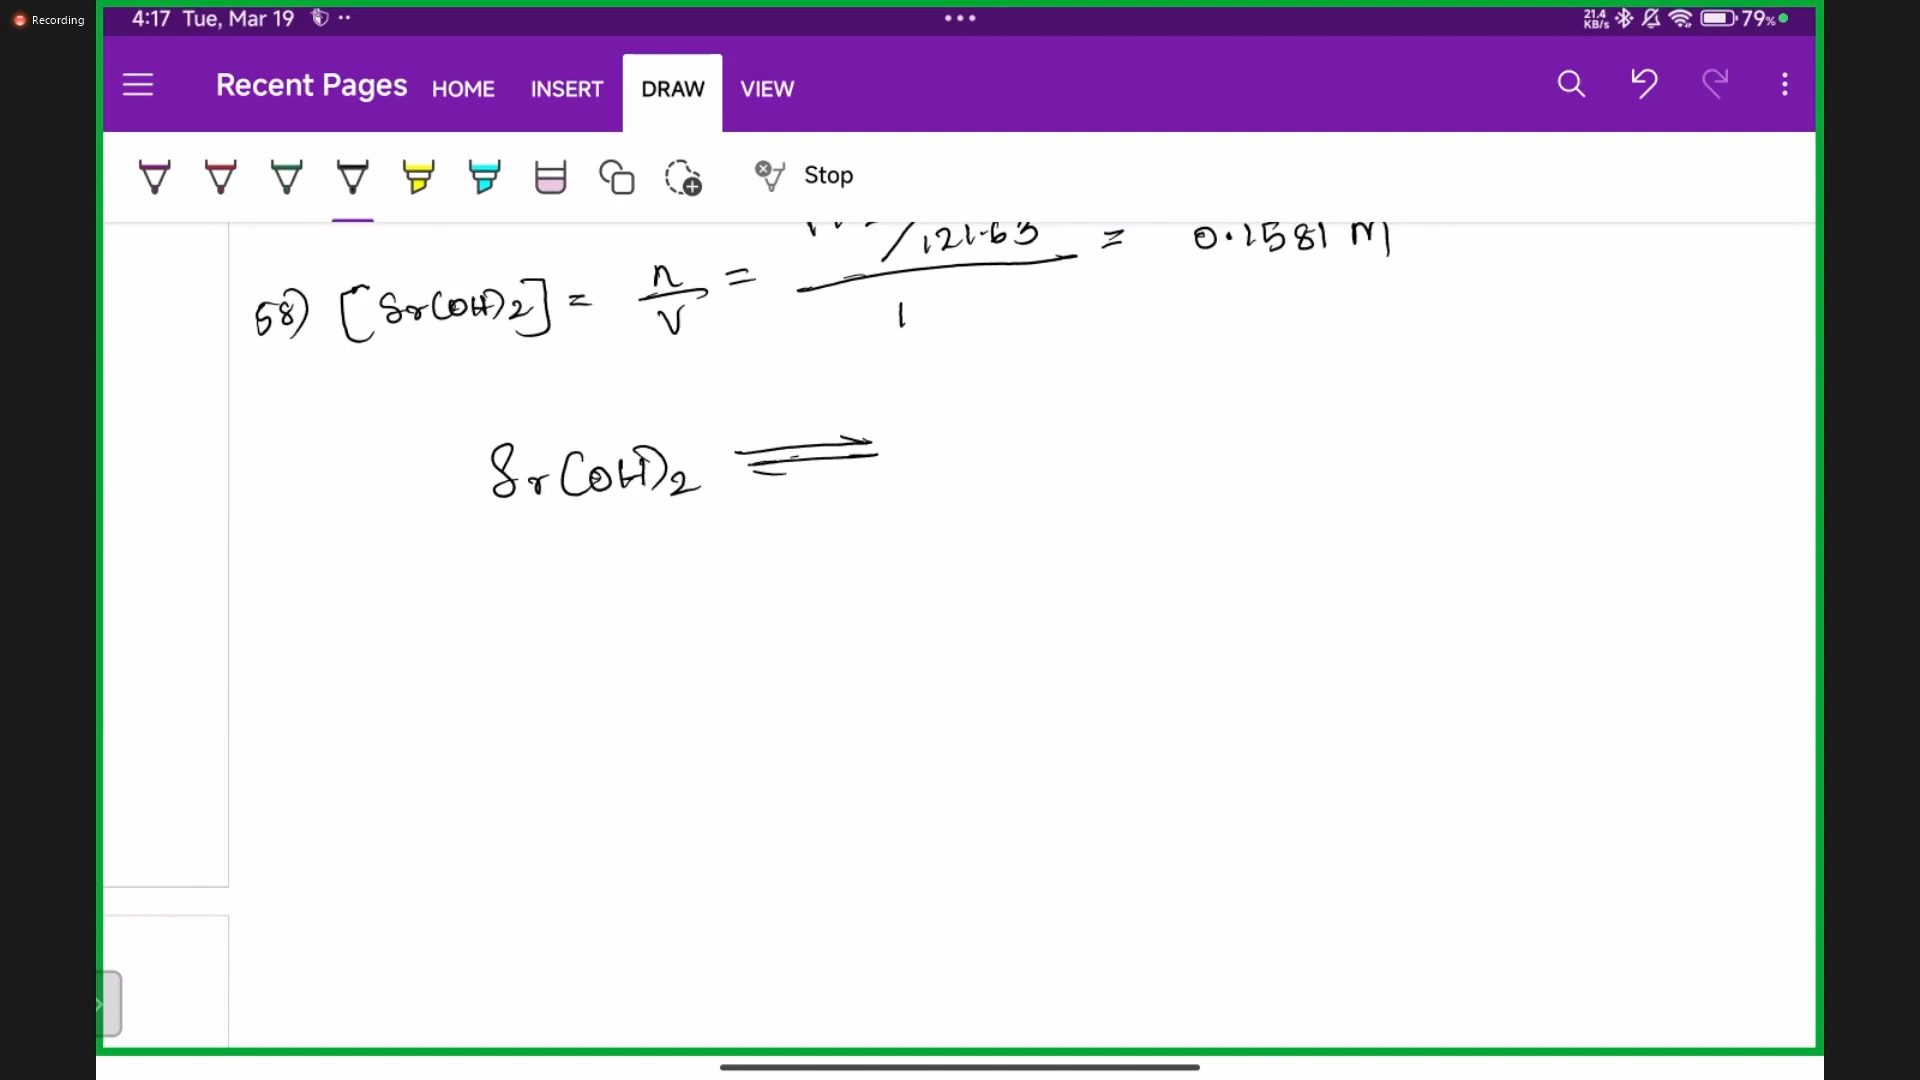 Recording
4:17 Tue, Mar 19
21.4 KB/s 79%
Recent Pages HOME INSERT DRAW VIEW
Stop
58) [Sr(OH)2] = n/V = /121.63 / 1 = 0.1581 M
Sr(OH)2 ⇌